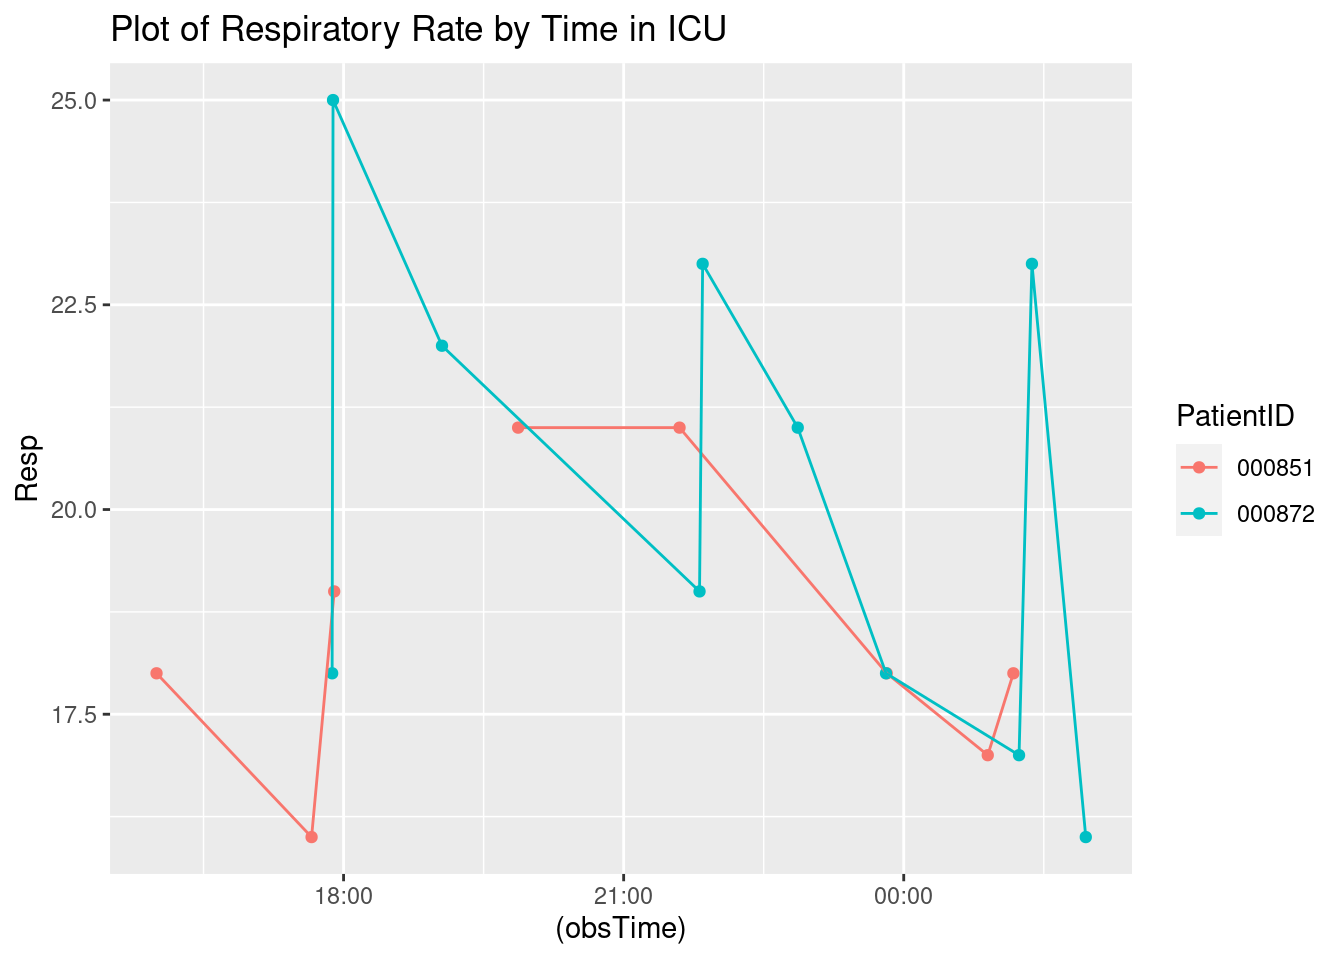 Plot of Respiratory Rate by Time in ICU
25.0
22.5
20.0
17.5
Resp
18:00 21:00 00:00
(obsTime)
PatientID
000851
000872